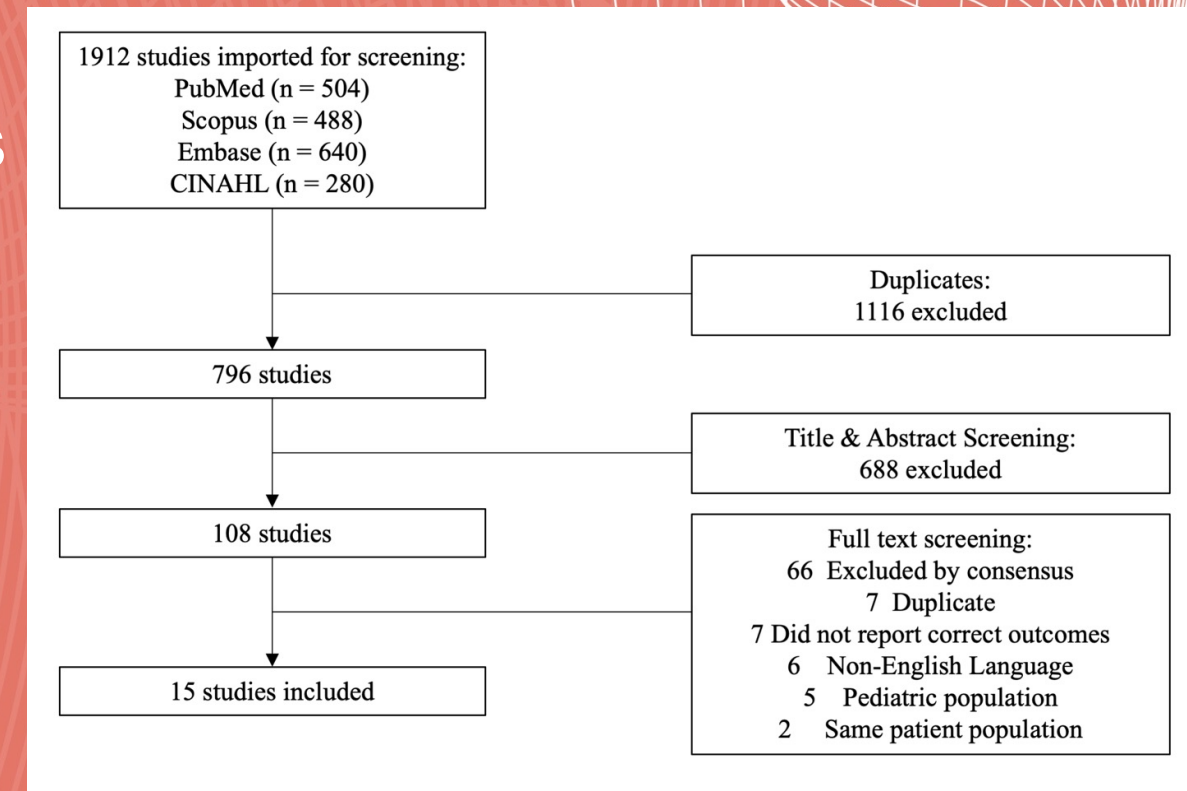 1912 studies imported for screening:
PubMed (n = 504)
Scopus (n = 488)
Embase (n = 640)
CINAHL (n = 280)
Duplicates:
1116 excluded
796 studies
Title & Abstract Screening:
688 excluded
108 studies
Full text screening:
66 Excluded by consensus
7 Duplicate
7 Did not report correct outcomes
6 Non-English Language
5 Pediatric population
2 Same patient population
15 studies included